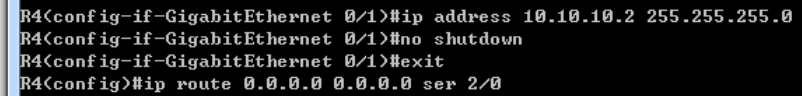 R4(config-if-GigabitEthernet 0/1)#ip address 10.10.10.2 255.255.255.0
R4(config-if-GigabitEthernet 0/1)#no shutdown
R4(config-if-GigabitEthernet 0/1)#exit
R4(config)#ip route 0.0.0.0 0.0.0.0 ser 2/0